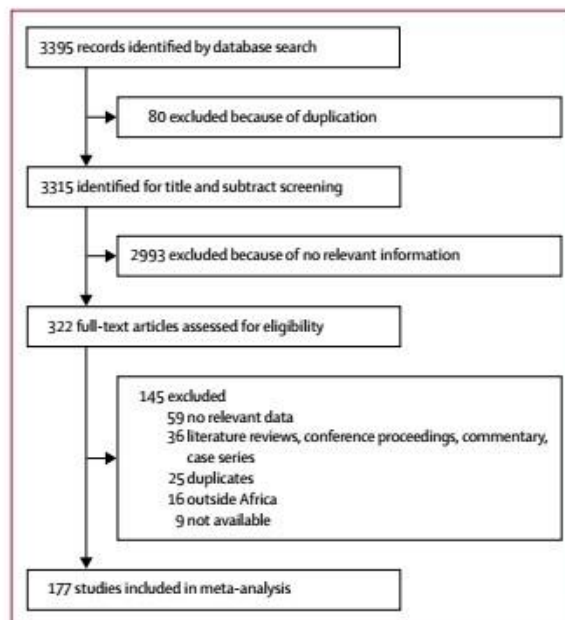 3395 records identified by database search
80 excluded because of duplication
3315 identified for title and subtract screening
2993 excluded because of no relevant information
322 full-text articles assessed for eligibility
145 excluded
59 no relevant data
36 literature reviews, conference proceedings, commentary,
case series
25 duplicates
16 outside Africa
9 not available
177 studies included in meta-analysis